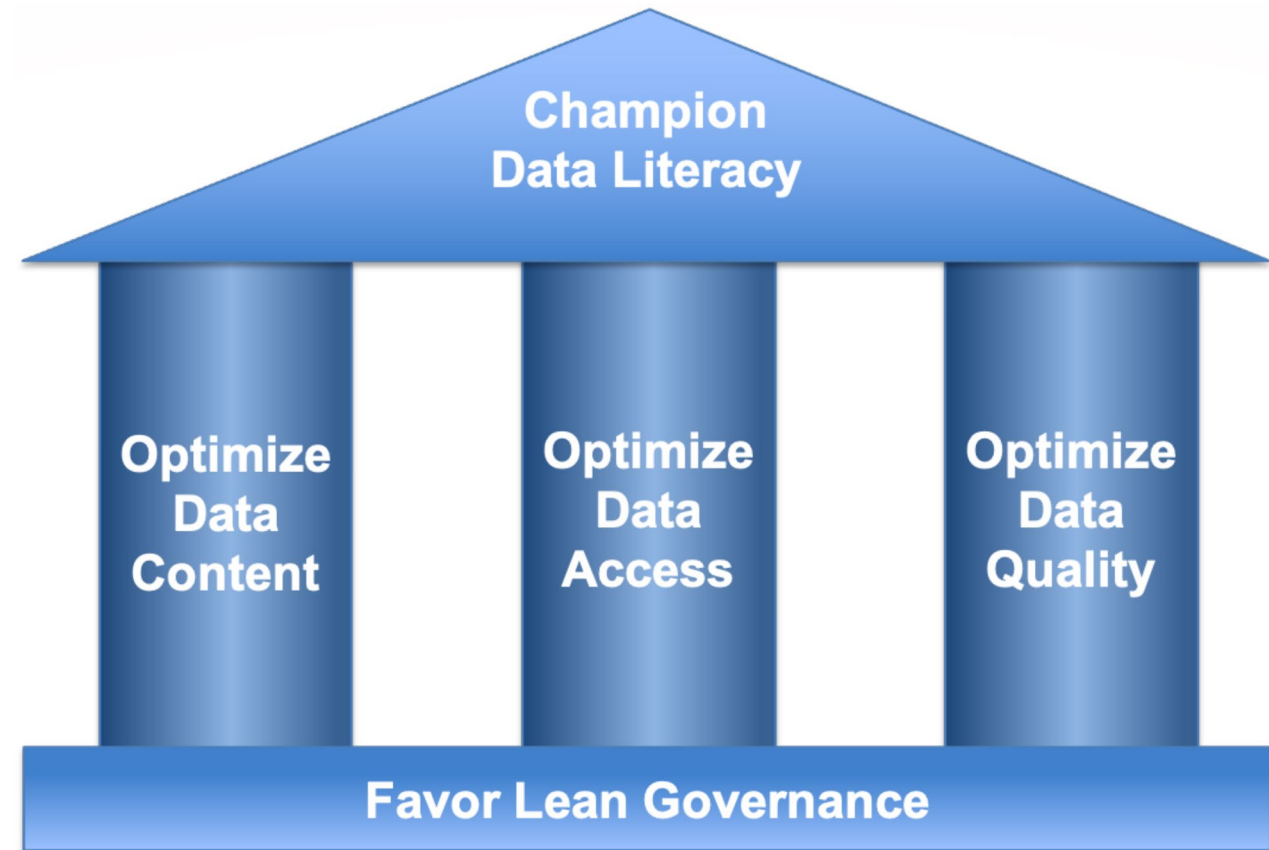 Champion
Data Literacy
Optimize
Data
Content
Optimize
Data
Access
Optimize
Data
Quality
Favor Lean Governance